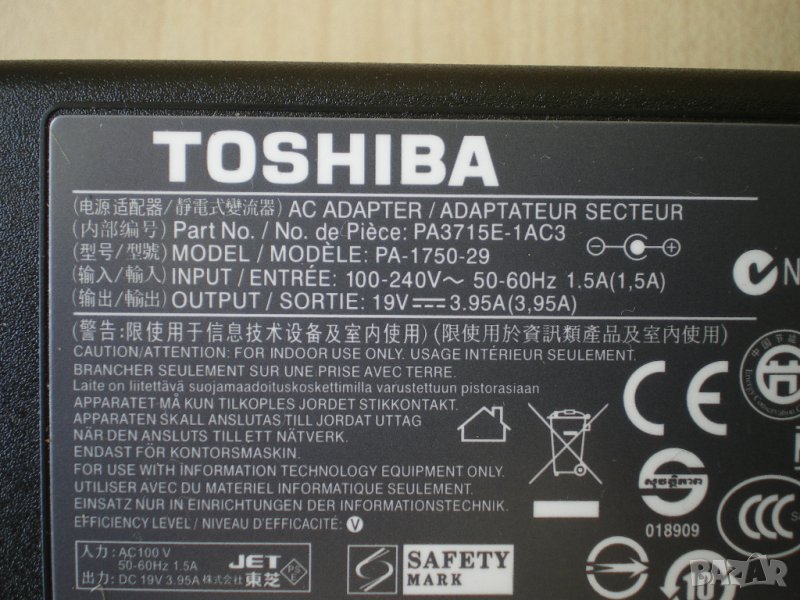 TOSHIBA
(电源适配器/靜電式變流器) AC ADAPTER / ADAPTATEUR SECTEUR
(内部编号) Part No. / No. de Pièce: PA3715E-1AC3
(型号/型號) MODEL / MODÈLE: PA-1750-29
(输入/輸入) INPUT / ENTRÉE: 100-240V～ 50-60Hz 1.5A(1,5A)
(输出/輸出) OUTPUT / SORTIE: 19V⎓3.95A(3,95A)
(警告:限使用于信息技术设备及室内使用) (限使用於資訊類產品及室內使用)
CAUTION/ATTENTION: FOR INDOOR USE ONLY. USAGE INTÉRIEUR SEULEMENT.
BRANCHER SEULEMENT SUR UNE PRISE AVEC TERRE.
Laite on liitettävä suojamaadoituskoskettimilla varustettuun pistorasiaan
APPARATET MÅ KUN TILKOPLES JORDET STIKKONTAKT.
APPARATEN SKALL ANSLUTAS TILL JORDAT UTTAG
NÄR DEN ANSLUTS TILL ETT NÄTVERK.
ENDAST FÖR KONTORSMASKIN.
FOR USE WITH INFORMATION TECHNOLOGY EQUIPMENT ONLY.
UTILISER AVEC DU MATERIEL INFORMATIQUE SEULEMENT.
EINSATZ NUR IN EINRICHTUNGEN DER INFORMATIONSTECHNIK.
EFFICIENCY LEVEL / NIVEAU D'EFFICACITÉ: Ⓥ
N
CE
018909
CCC
10
入力: AC100 V
50-60Hz 1.5A
出力: DC 19V 3.95A 株式会社 東芝
JET
PS
E
SAFETY
MARK
BAZAR